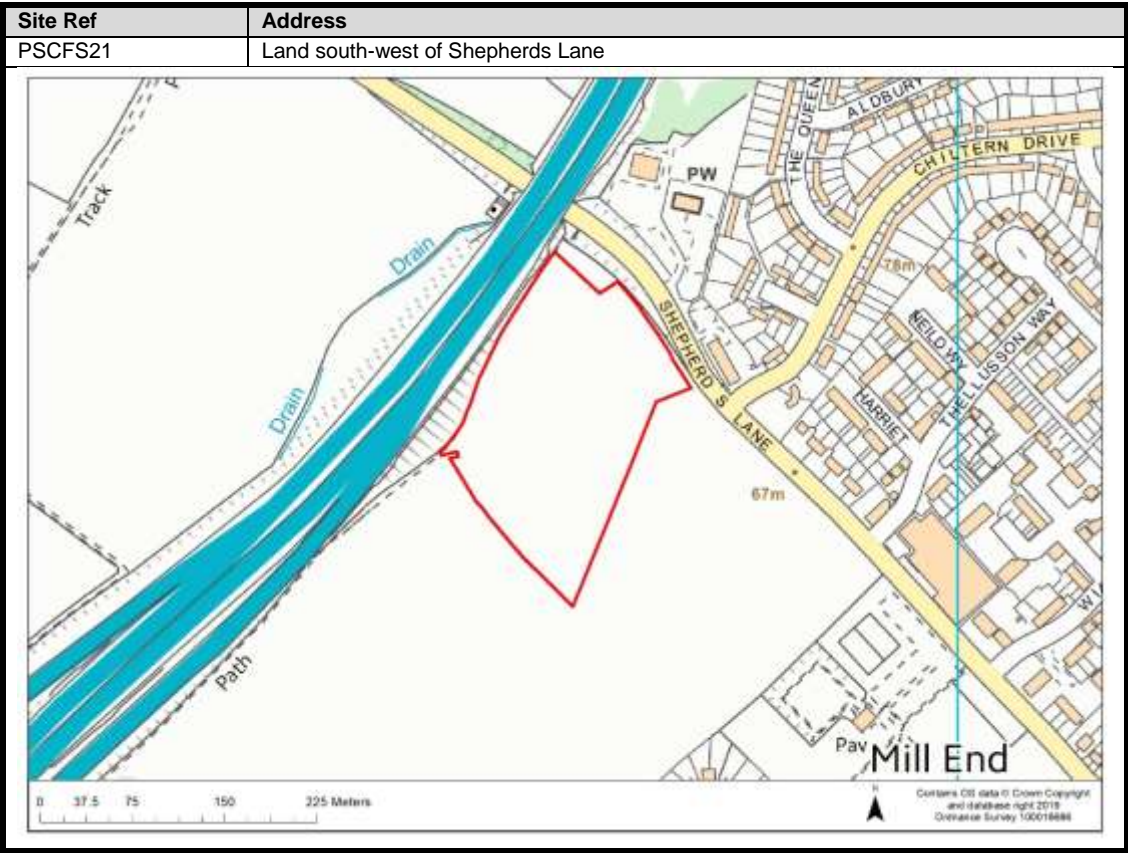 Site Ref Address
PSCFS21 Land south-west of Shepherds Lane
Track
Drain
Drain
Path
PW
THE QUEEN
ALDBURY
CHILTERN DRIVE
78m
SHEPHERD S LANE
NEILD WY
HARRIET
THELLUSSON WAY
67m
Pav
Mill End
0 37.5 75 150 225 Meters
N
Contains OS data © Crown Copyright
and database right 2019
Ordnance Survey 100018686